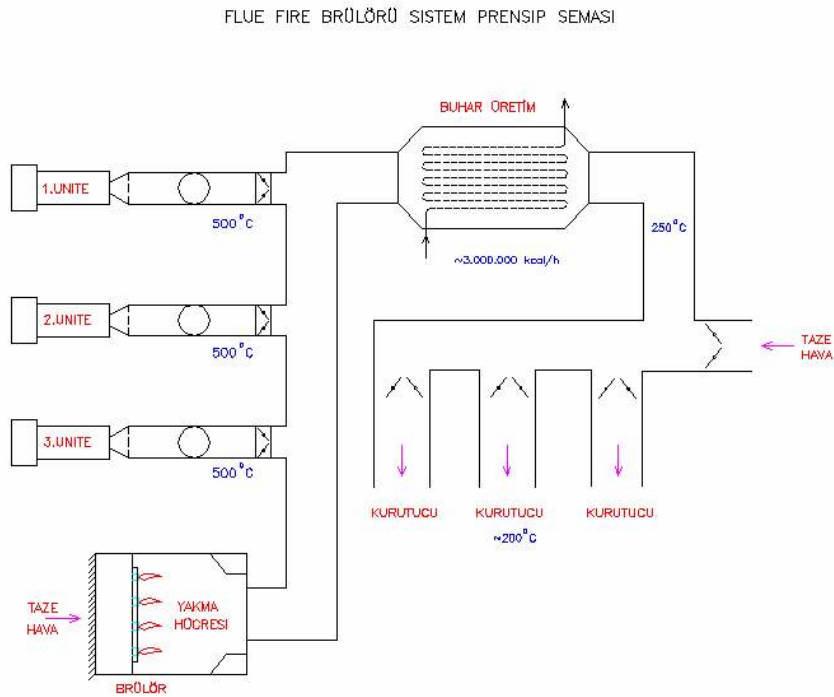 FLUE FIRE BRÜLÖRÜ SISTEM PRENSIP SEMASI
BUHAR ÜRETİM
1.UNITE
500°C
250°C
~3.000.000 kcal/h
2.UNITE
500°C
TAZE
HAVA
3.UNITE
500°C
KURUTUCU
KURUTUCU
KURUTUCU
~200°C
TAZE
HAVA
YAKMA
HÜCRESI
BRÜLÖR